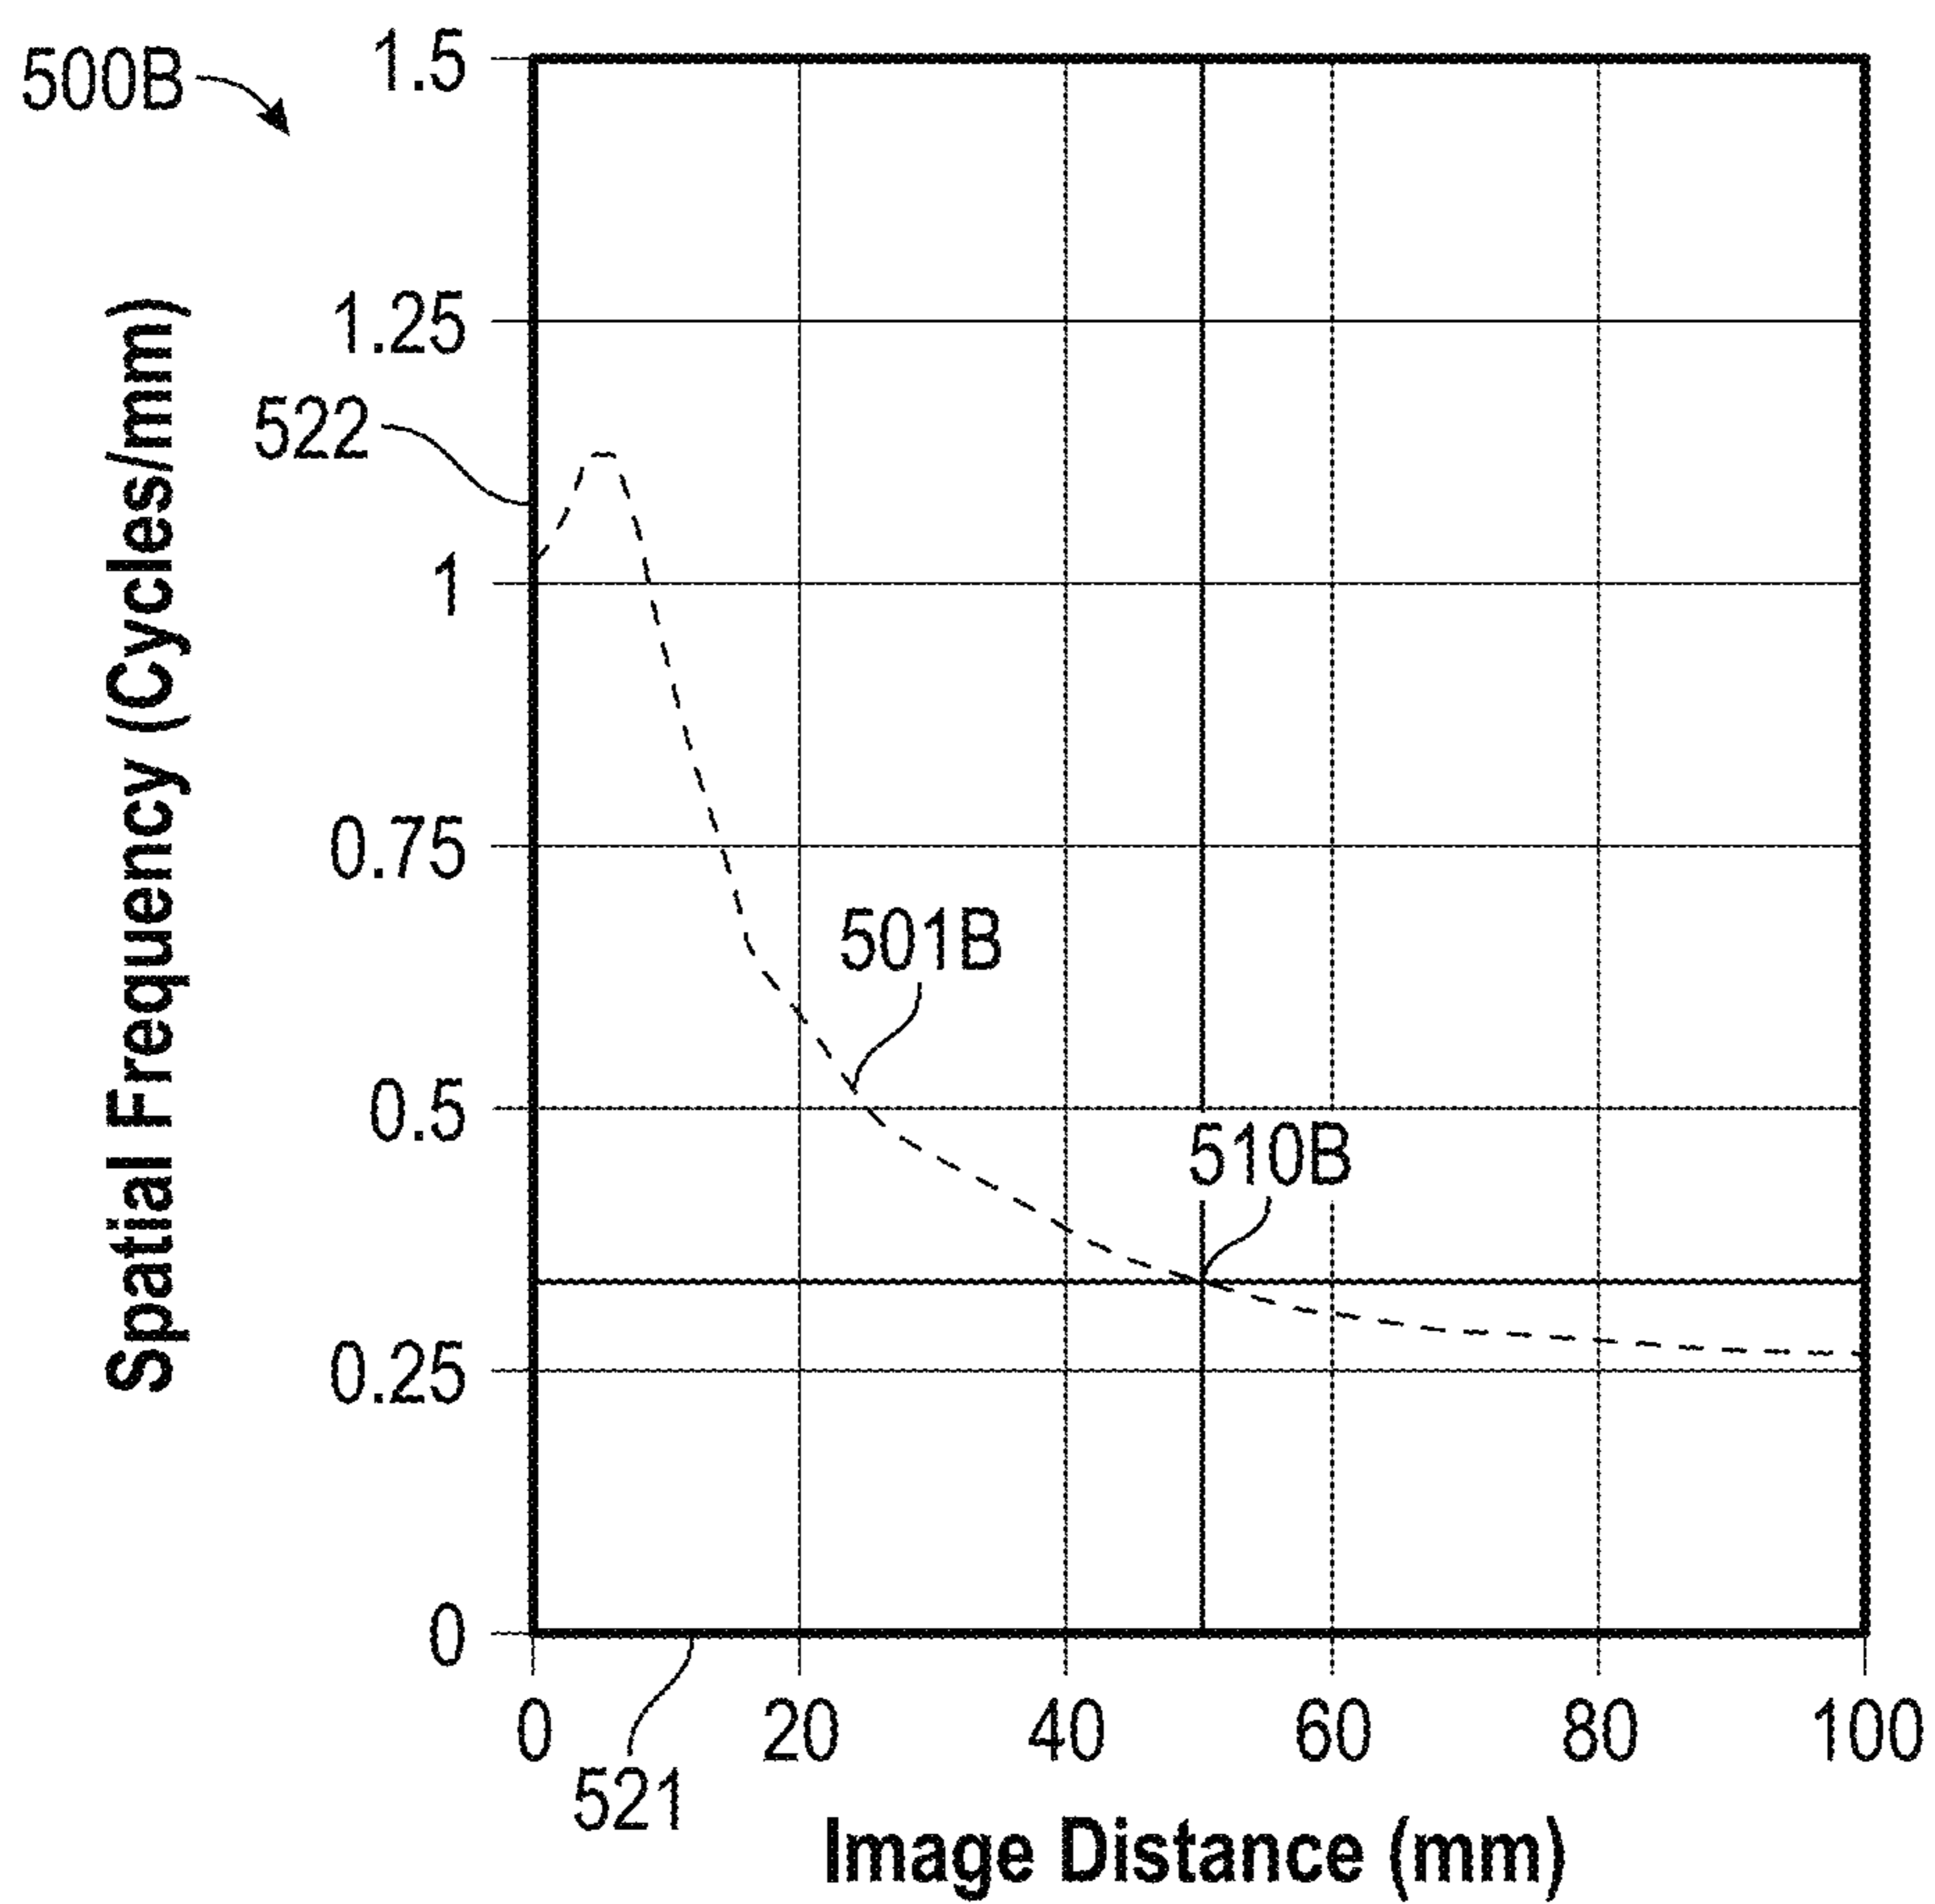 500B
1.5
1.25
522
1
0.75
501B
0.5
510B
0.25
0
0 20 40 60 80 100
521
Image Distance (mm)
Spatial Frequency (Cycles/mm)